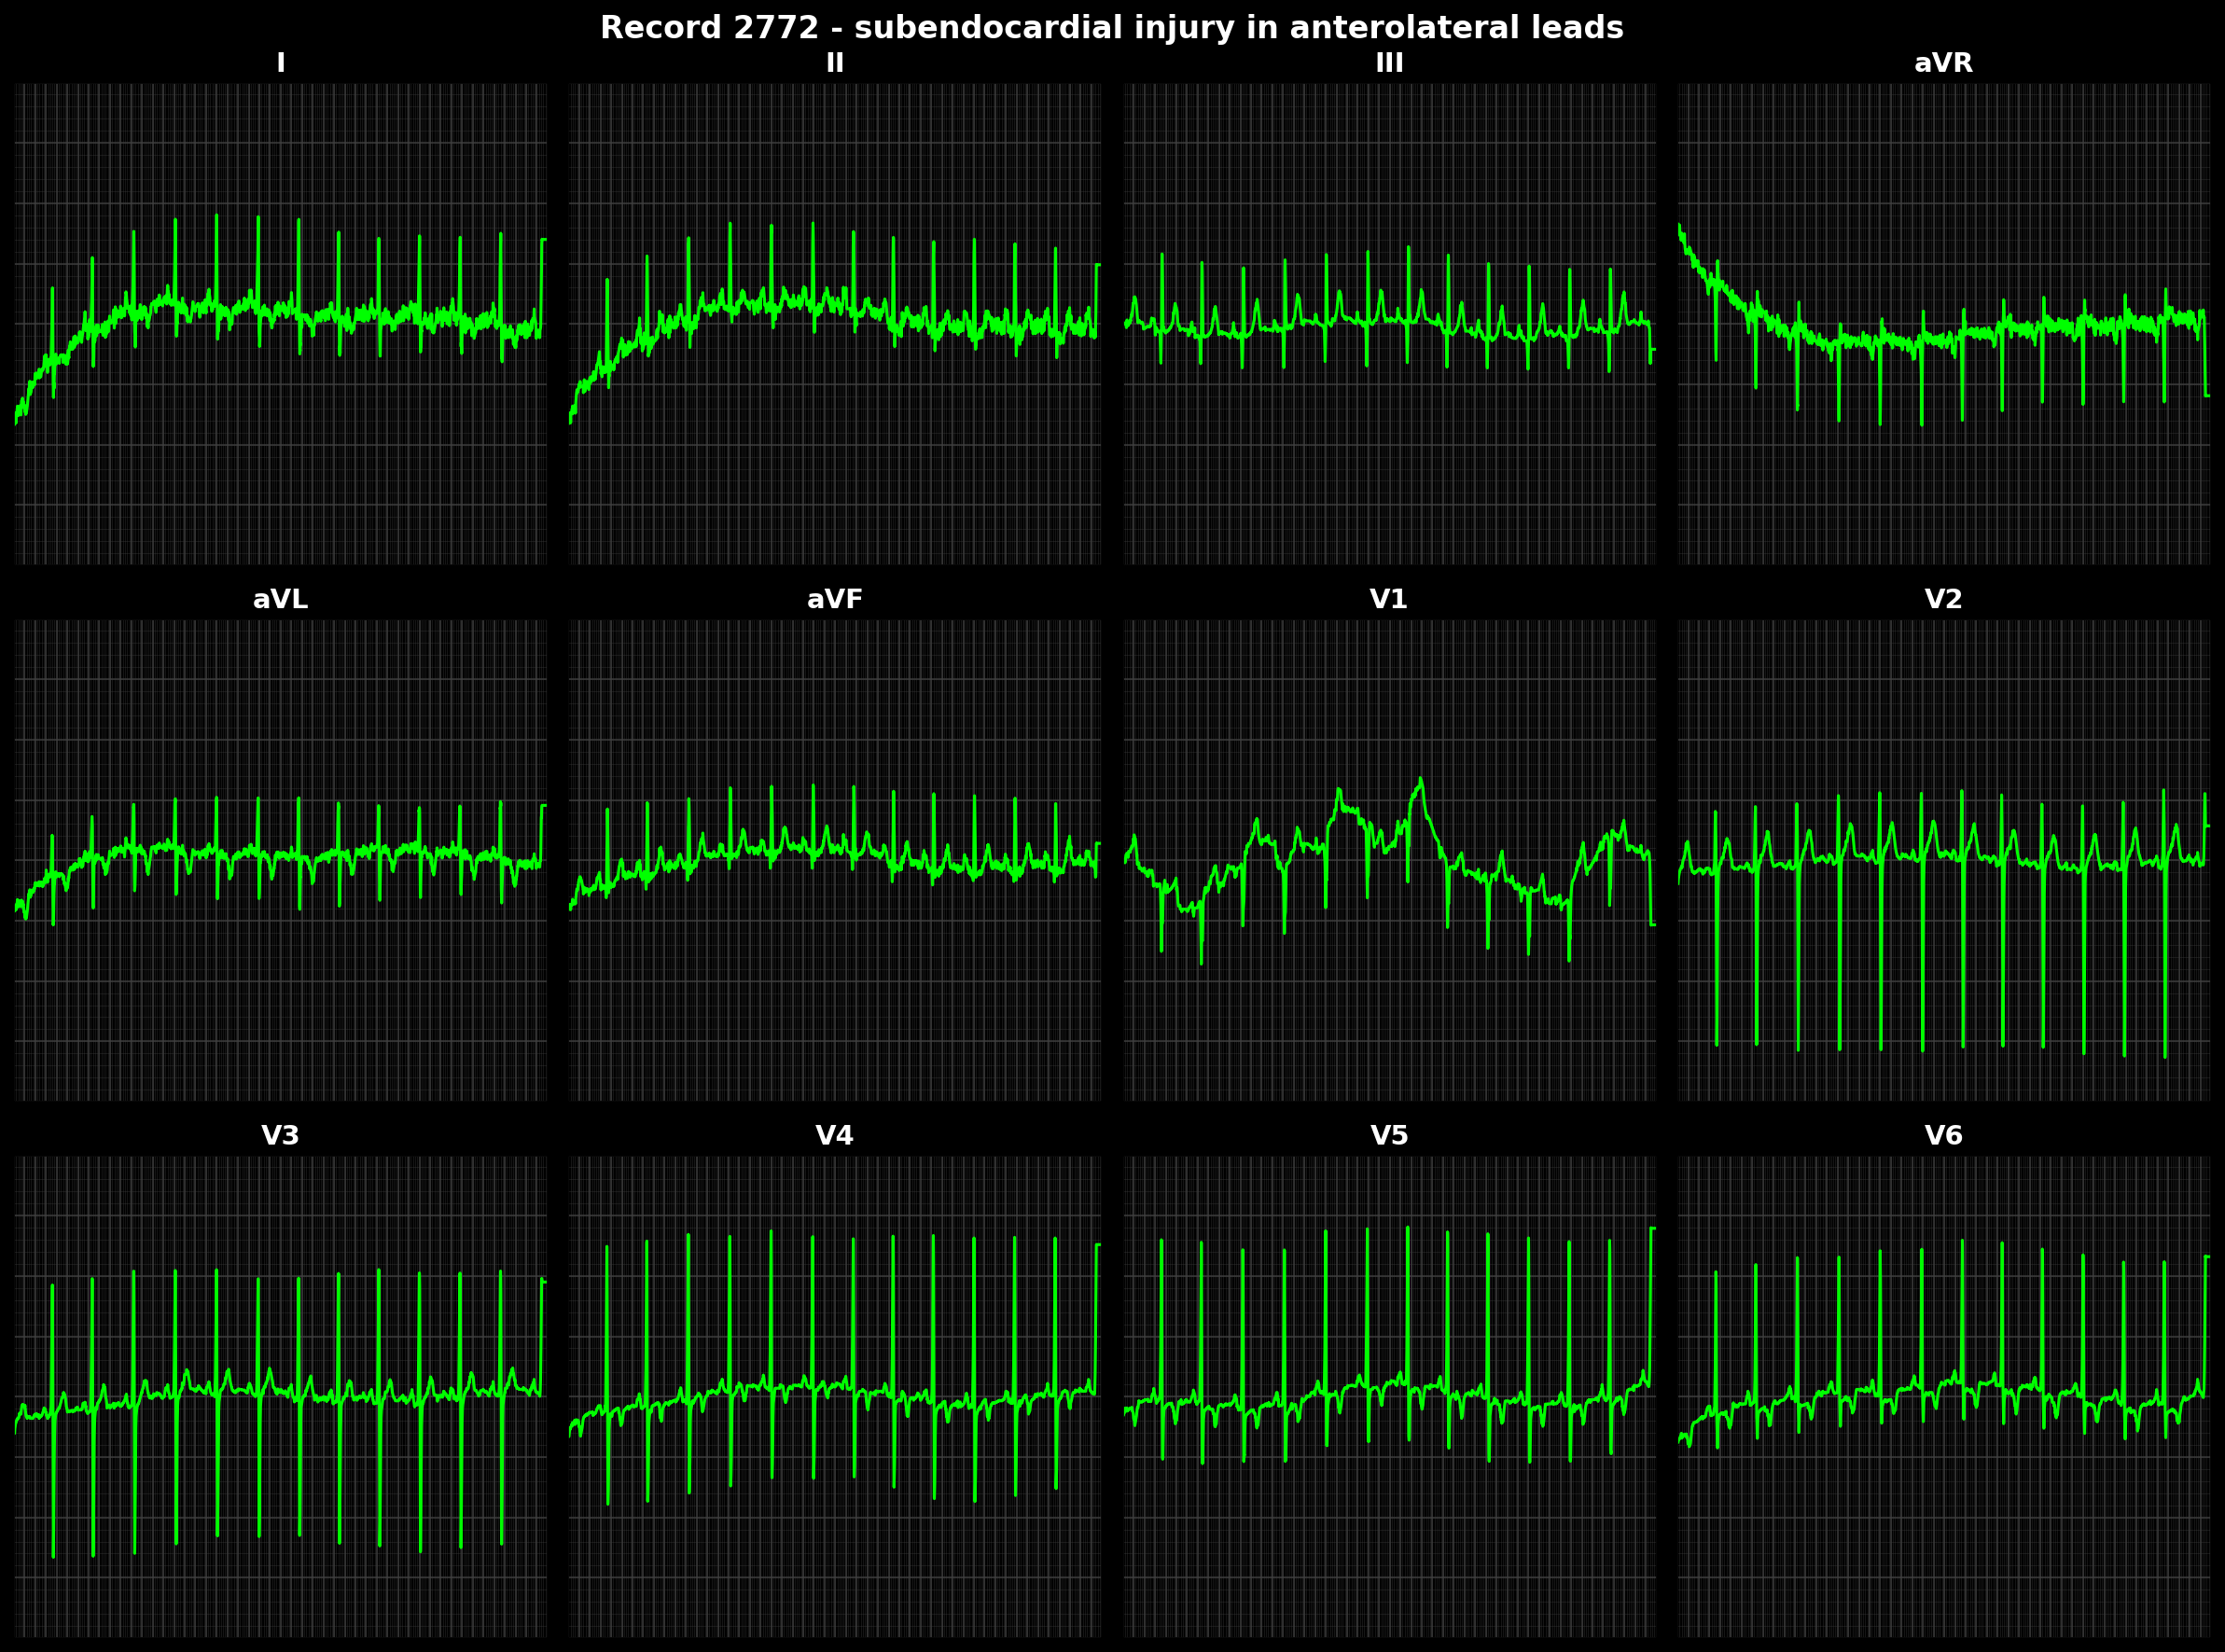 Record 2772 - subendocardial injury in anterolateral leads
I II III aVR
aVL aVF V1 V2
V3 V4 V5 V6